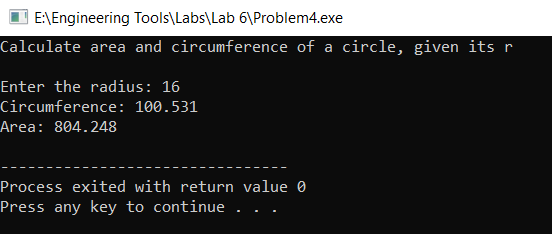 E:\Engineering Tools\Labs\Lab 6\Problem4.exe
Calculate area and circumference of a circle, given its r
Enter the radius: 16
Circumference: 100.531
Area: 804.248
--------------------------------
Process exited with return value 0
Press any key to continue . . .